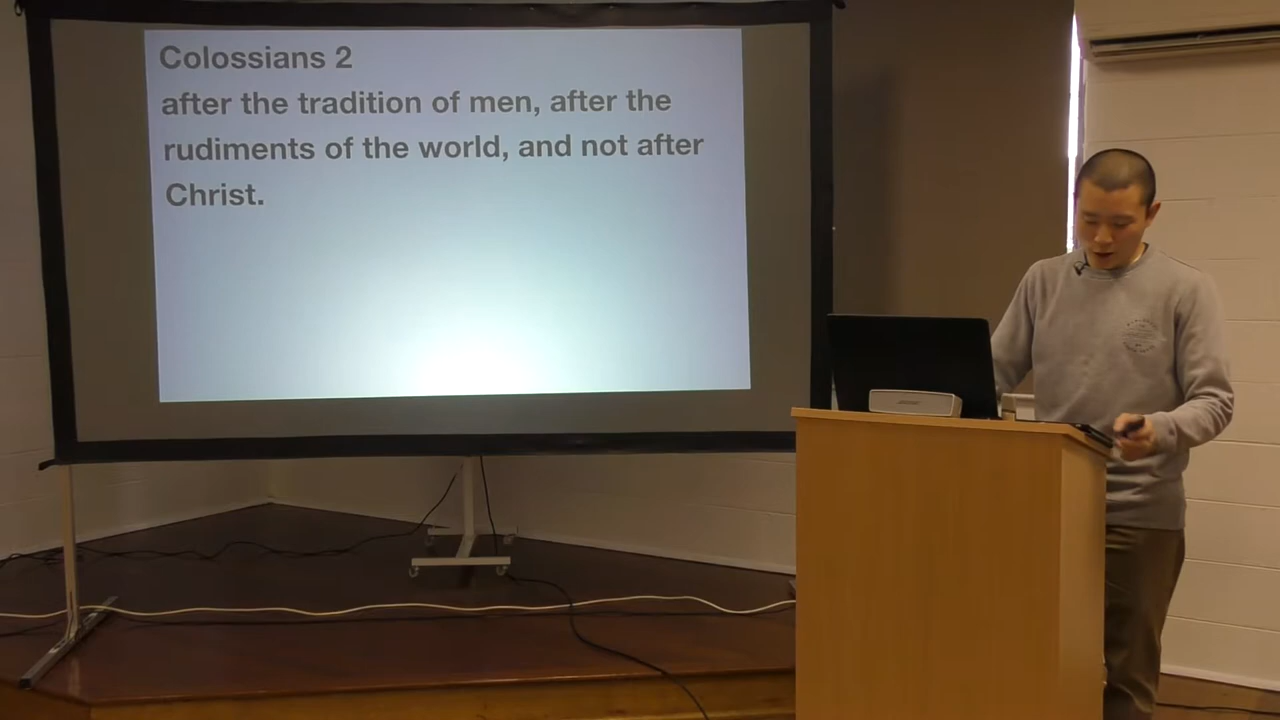 Colossians 2
after the tradition of men, after the
rudiments of the world, and not after
Christ.